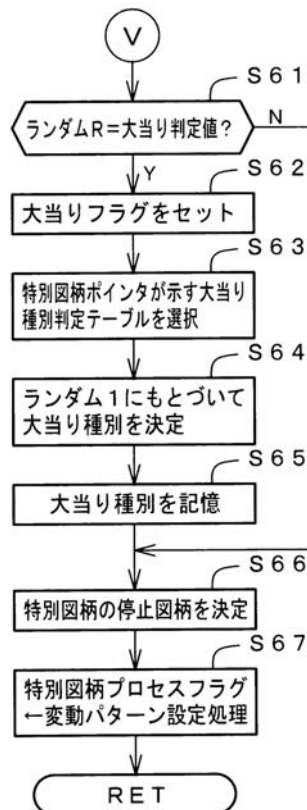 V
S61
ランダムR=大当り判定値?
N
Y
S62
大当りフラグをセット
S63
特別図柄ポインタが示す大当り
種別判定テーブルを選択
S64
ランダム1にもとづいて
大当り種別を決定
S65
大当り種別を記憶
S66
特別図柄の停止図柄を決定
S67
特別図柄プロセスフラグ
←変動パターン設定処理
RET